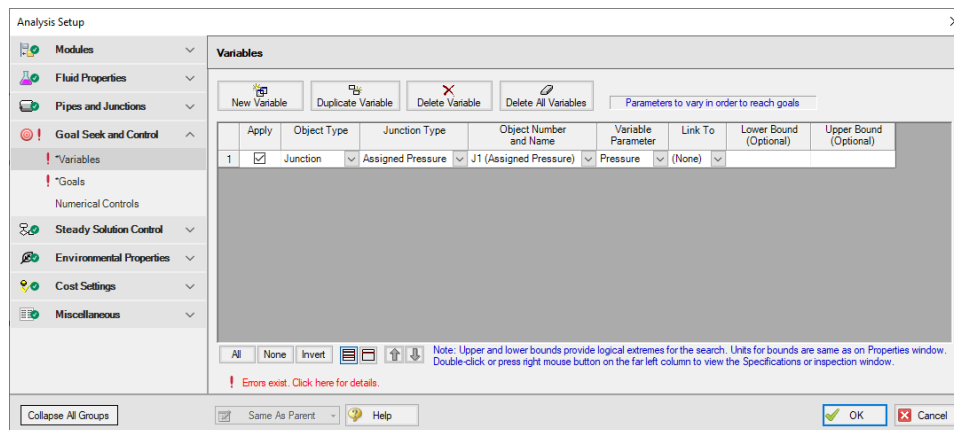 Analysis Setup
Modules
Fluid Properties
Pipes and Junctions
Goal Seek and Control
*Variables
*Goals
Numerical Controls
Steady Solution Control
Environmental Properties
Cost Settings
Miscellaneous
Variables
New Variable
Duplicate Variable
Delete Variable
Delete All Variables
Parameters to vary in order to reach goals
Apply
Object Type
Junction Type
Object Number
and Name
Variable
Parameter
Link To
Lower Bound
(Optional)
Upper Bound
(Optional)
1 Junction Assigned Pressure J1 (Assigned Pressure) Pressure (None)
All None Invert
Note: Upper and lower bounds provide logical extremes for the search. Units for bounds are same as on Properties window.
Double-click or press right mouse button on the far left column to view the Specifications or inspection window.
Errors exist. Click here for details.
Collapse All Groups
Same As Parent
Help
OK
Cancel